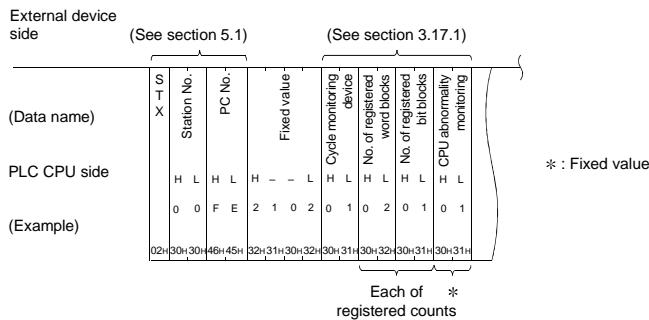 External device
side
(See section 5.1)
(See section 3.17.1)
(Data name)
S
T
X
Station No.
PC No.
Fixed value
Cycle monitoring
device
No. of registered
word blocks
No. of registered
bit blocks
CPU abnormality
monitoring
PLC CPU side
H L H L H – – L H L H L H L H L
＊ : Fixed value
(Example)
0 0 F E 2 1 0 2 0 1 0 2 0 1 0 1
02H 30H 30H 46H 45H 32H 31H 30H 32H 30H 31H 30H 32H 30H 31H 30H 31H
Each of
registered counts
＊